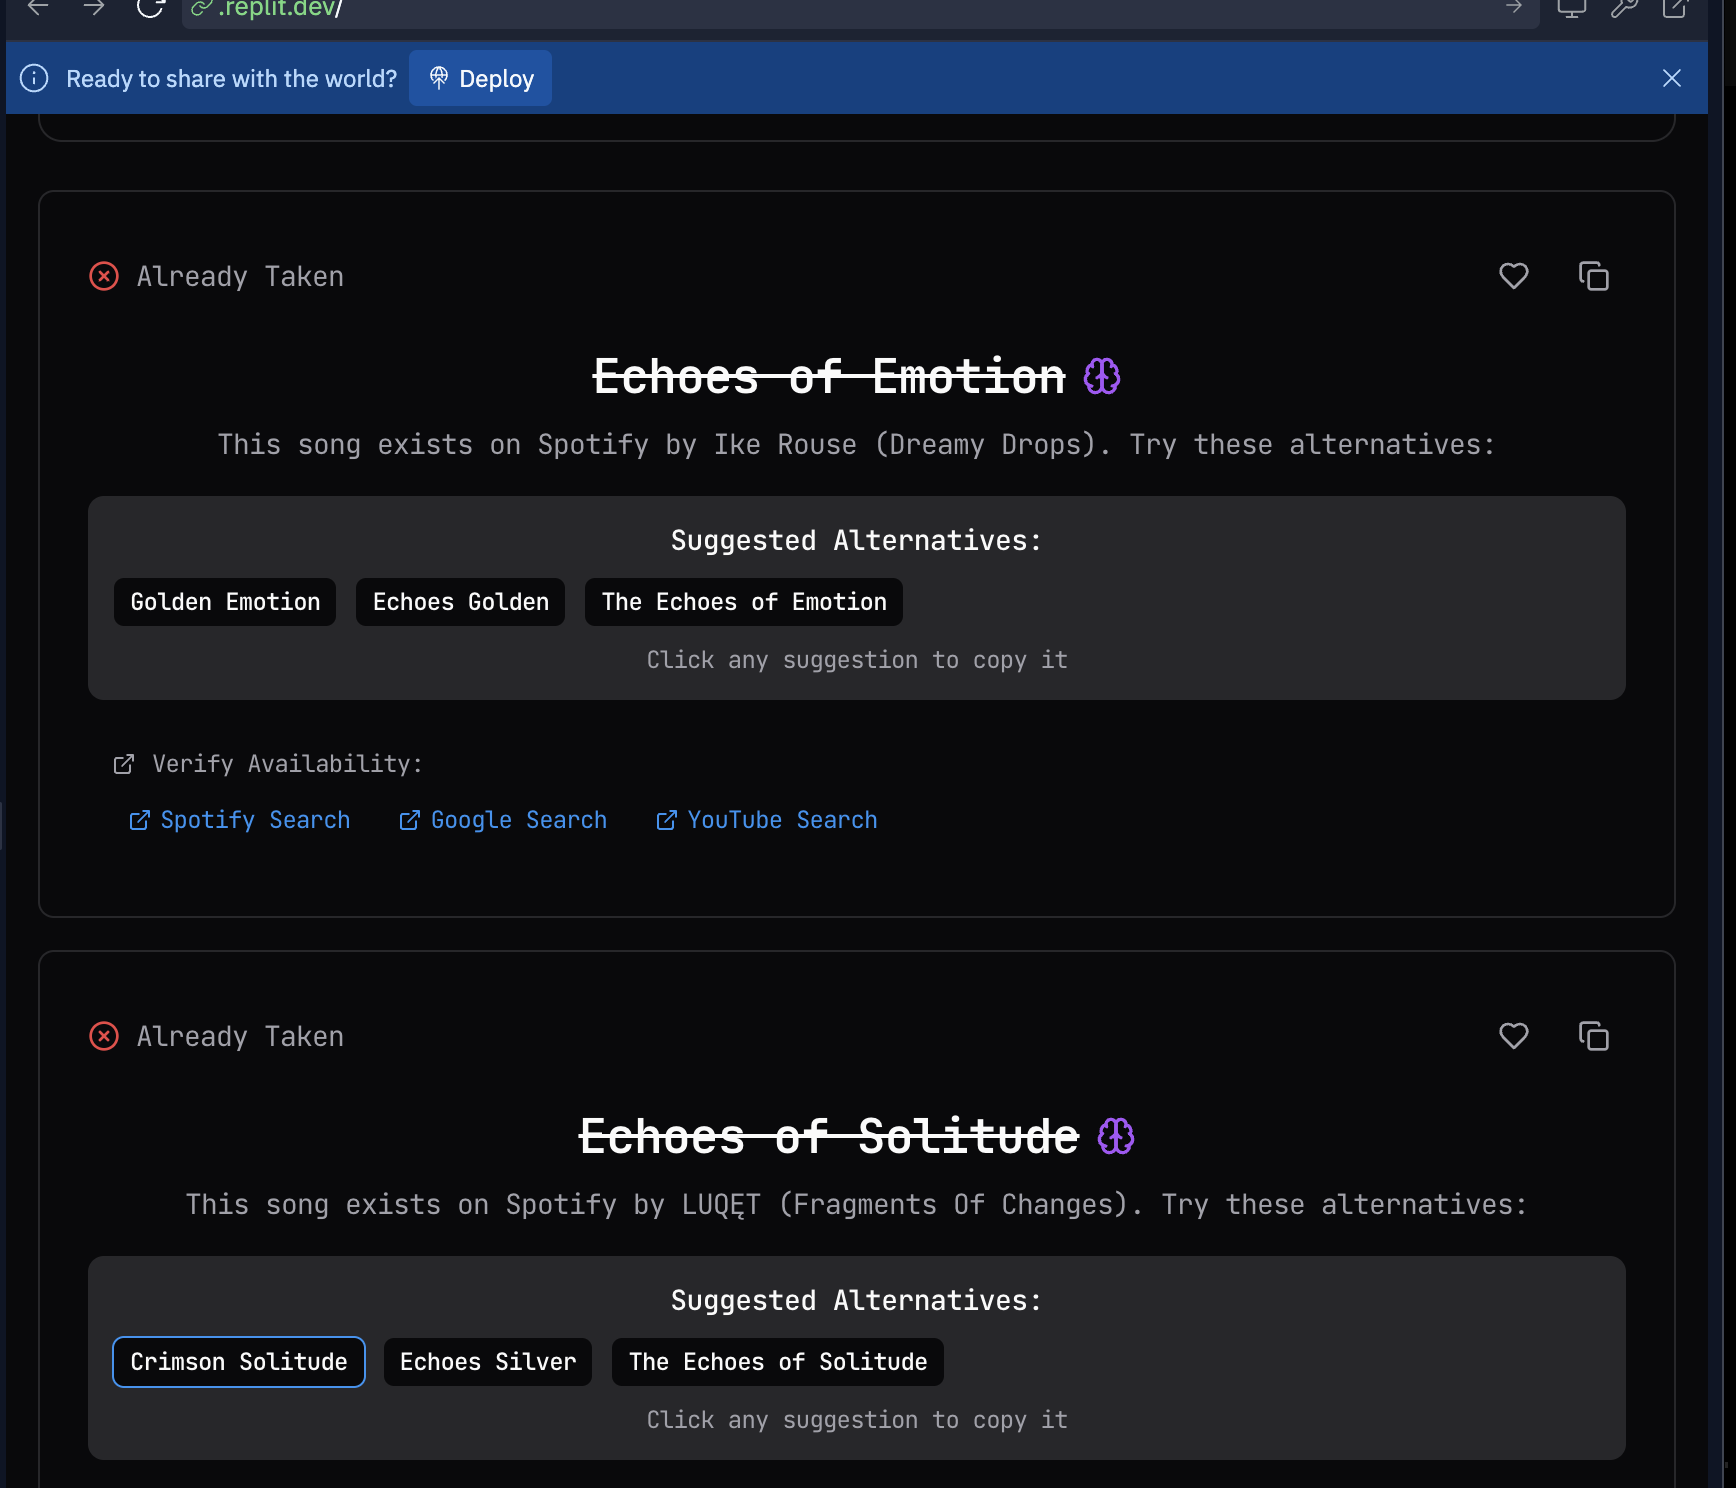 .replit.dev/
Ready to share with the world? Deploy
Already Taken
Echoes of Emotion
This song exists on Spotify by Ike Rouse (Dreamy Drops). Try these alternatives:
Suggested Alternatives:
Golden Emotion Echoes Golden The Echoes of Emotion
Click any suggestion to copy it
Verify Availability:
Spotify Search Google Search YouTube Search
Already Taken
Echoes of Solitude
This song exists on Spotify by LUQĘT (Fragments Of Changes). Try these alternatives:
Suggested Alternatives:
Crimson Solitude Echoes Silver The Echoes of Solitude
Click any suggestion to copy it